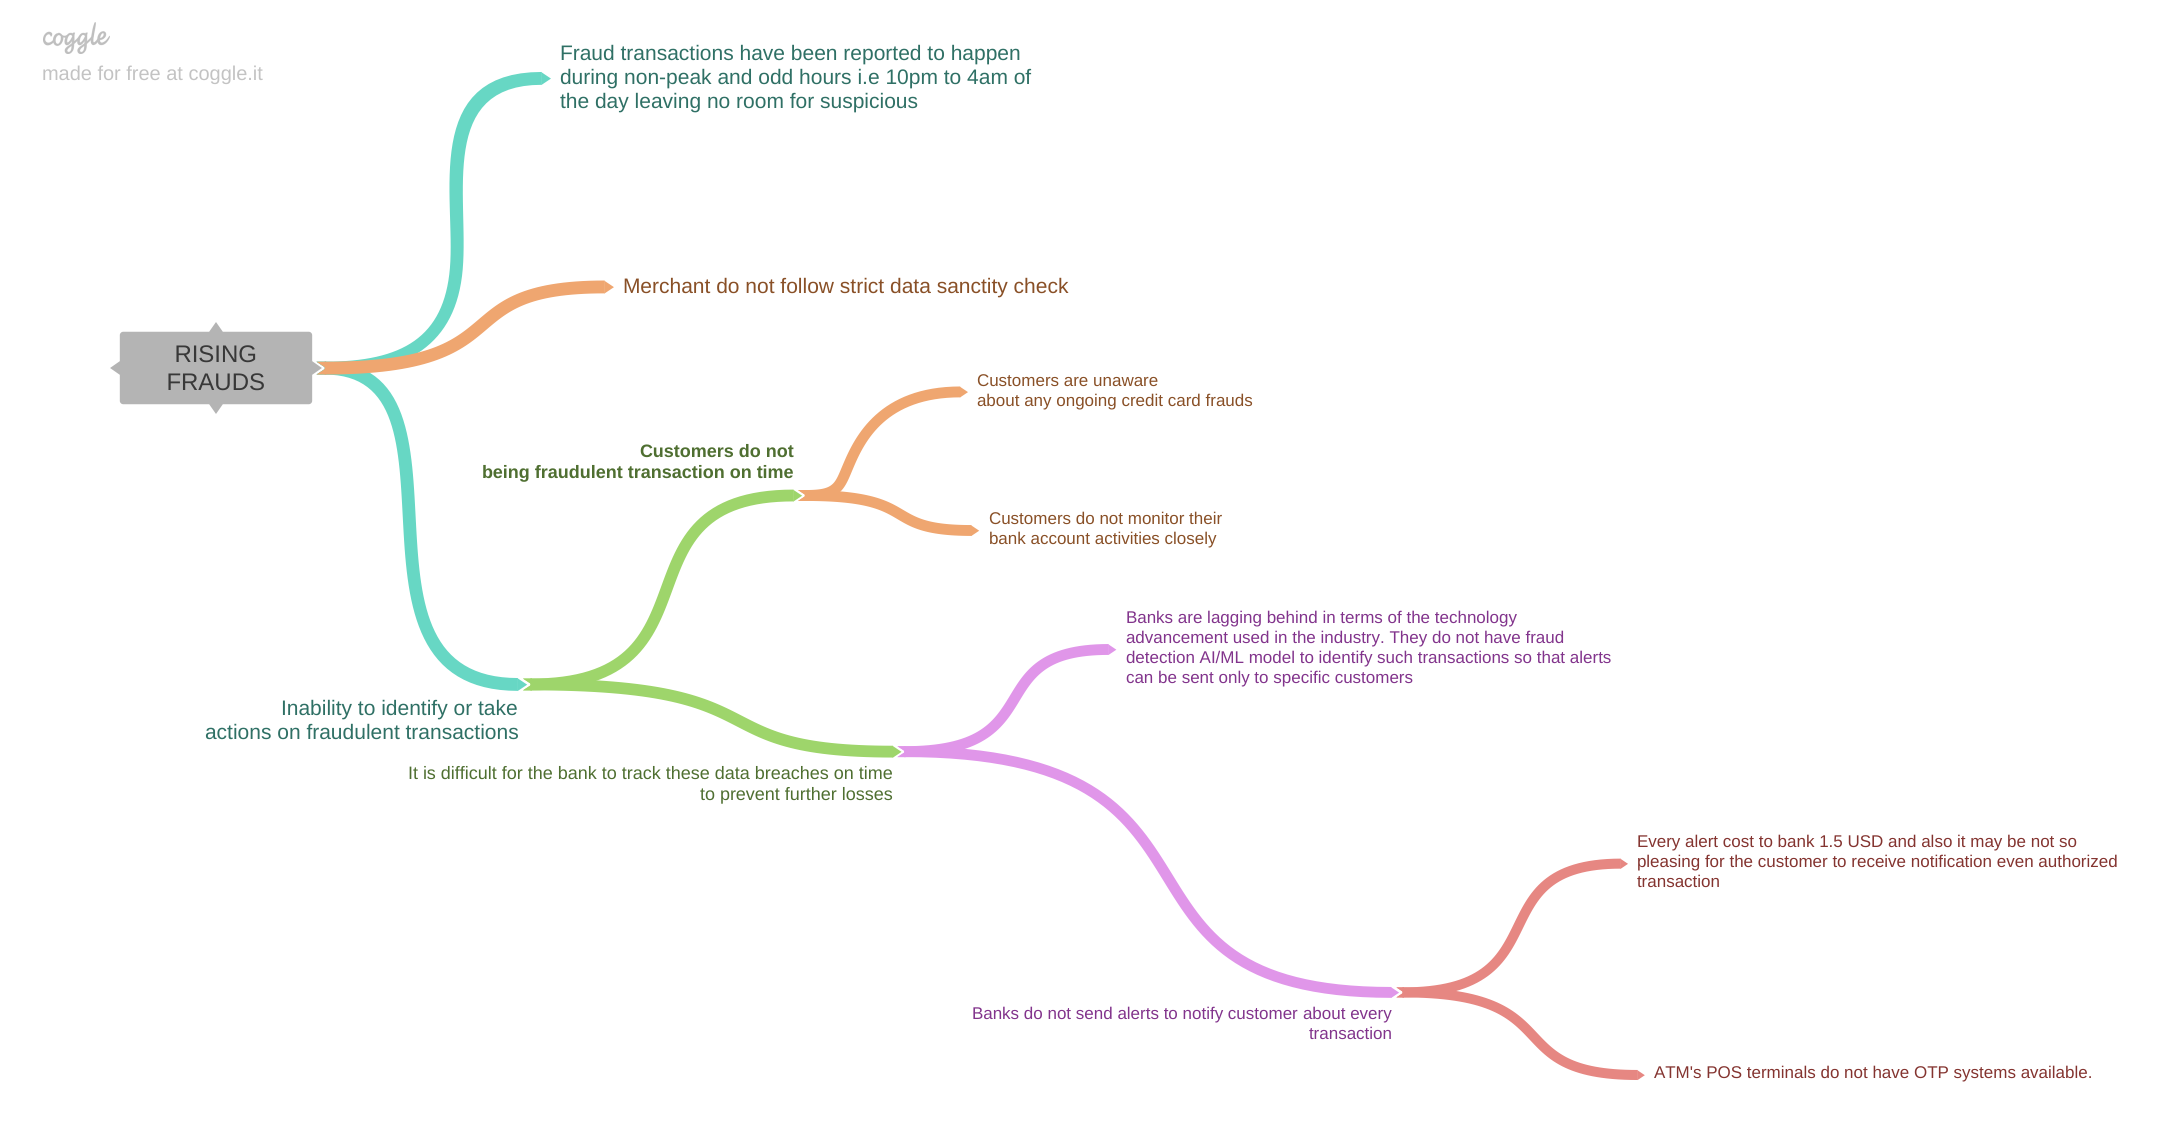 coggle
made for free at coggle.it
Fraud transactions have been reported to happen
during non-peak and odd hours i.e 10pm to 4am of
the day leaving no room for suspicious
Merchant do not follow strict data sanctity check
RISING
FRAUDS
Customers are unaware
about any ongoing credit card frauds
Customers do not
being fraudulent transaction on time
Customers do not monitor their
bank account activities closely
Banks are lagging behind in terms of the technology
advancement used in the industry. They do not have fraud
detection AI/ML model to identify such transactions so that alerts
can be sent only to specific customers
Inability to identify or take
actions on fraudulent transactions
It is difficult for the bank to track these data breaches on time
to prevent further losses
Every alert cost to bank 1.5 USD and also it may be not so
pleasing for the customer to receive notification even authorized
transaction
Banks do not send alerts to notify customer about every
transaction
ATM's POS terminals do not have OTP systems available.